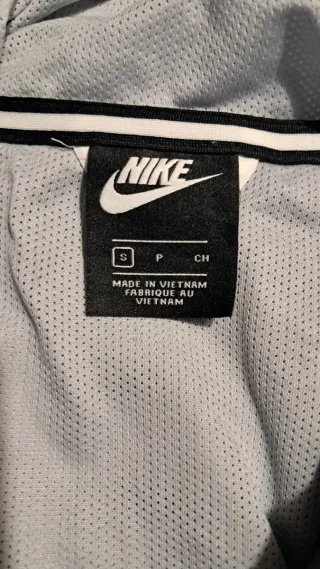 NIKE
S P CH
MADE IN VIETNAM
FABRIQUE AU
VIETNAM